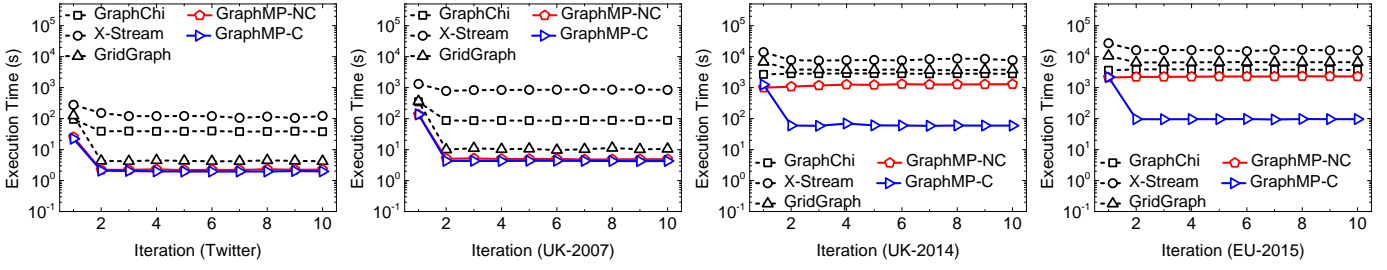 Execution Time (s)
10^5
10^4
10^3
10^2
10^1
10^0
10^-1
GraphChi
X-Stream
GridGraph
GraphMP-NC
GraphMP-C
2 4 6 8 10
Iteration (Twitter)
Execution Time (s)
10^5
10^4
10^3
10^2
10^1
10^0
10^-1
GraphChi
X-Stream
GridGraph
GraphMP-NC
GraphMP-C
2 4 6 8 10
Iteration (UK-2007)
Execution Time (s)
10^5
10^4
10^3
10^2
10^1
10^0
10^-1
GraphChi
X-Stream
GridGraph
GraphMP-NC
GraphMP-C
2 4 6 8 10
Iteration (UK-2014)
Execution Time (s)
10^5
10^4
10^3
10^2
10^1
10^0
10^-1
GraphChi
X-Stream
GridGraph
GraphMP-NC
GraphMP-C
2 4 6 8 10
Iteration (EU-2015)